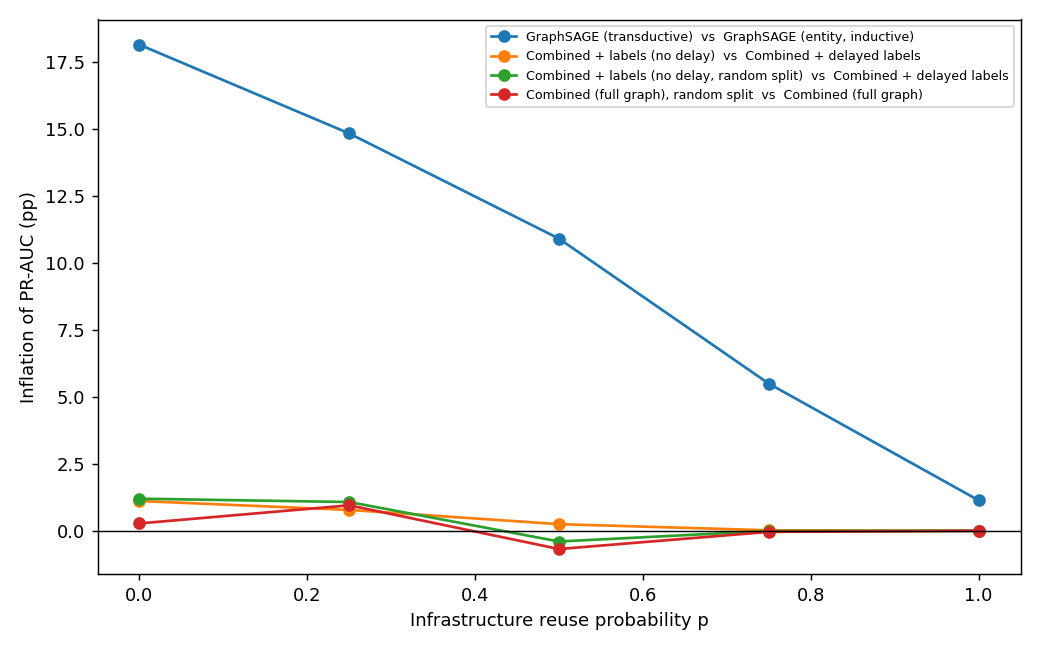 GraphSAGE (transductive)  vs  GraphSAGE (entity, inductive)
Combined + labels (no delay)  vs  Combined + delayed labels
Combined + labels (no delay, random split)  vs  Combined + delayed labels
Combined (full graph), random split  vs  Combined (full graph)
17.5
15.0
12.5
10.0
7.5
5.0
2.5
0.0
Inflation of PR-AUC (pp)
0.0 0.2 0.4 0.6 0.8 1.0
Infrastructure reuse probability p